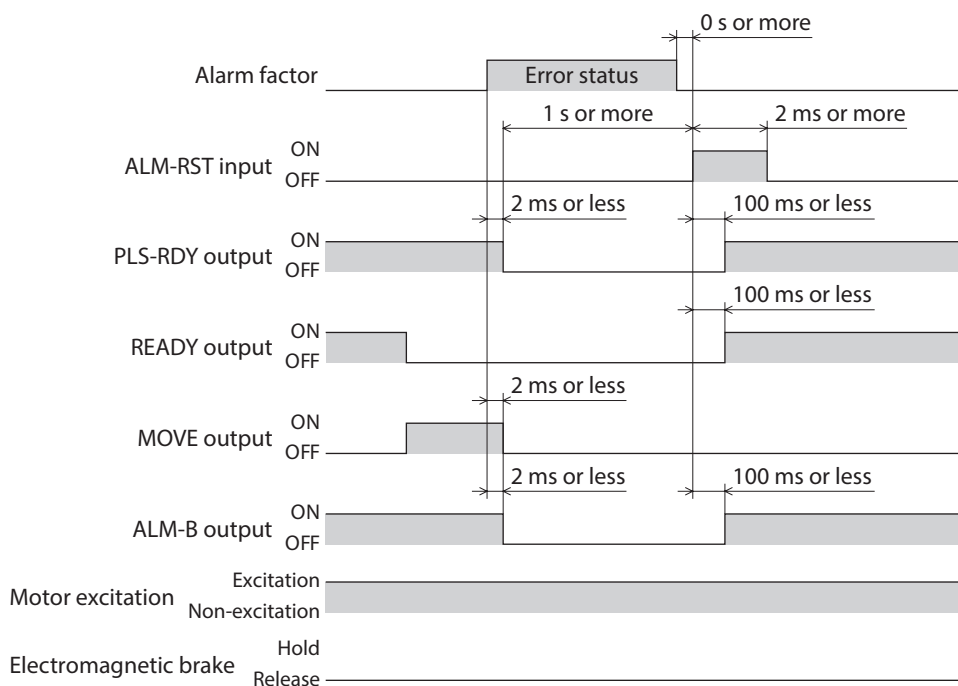 0 s or more
Alarm factor
Error status
1 s or more
2 ms or more
ALM-RST input
ON
OFF
2 ms or less
100 ms or less
PLS-RDY output
ON
OFF
100 ms or less
READY output
ON
OFF
2 ms or less
MOVE output
ON
OFF
2 ms or less
100 ms or less
ALM-B output
ON
OFF
Motor excitation
Excitation
Non-excitation
Electromagnetic brake
Hold
Release